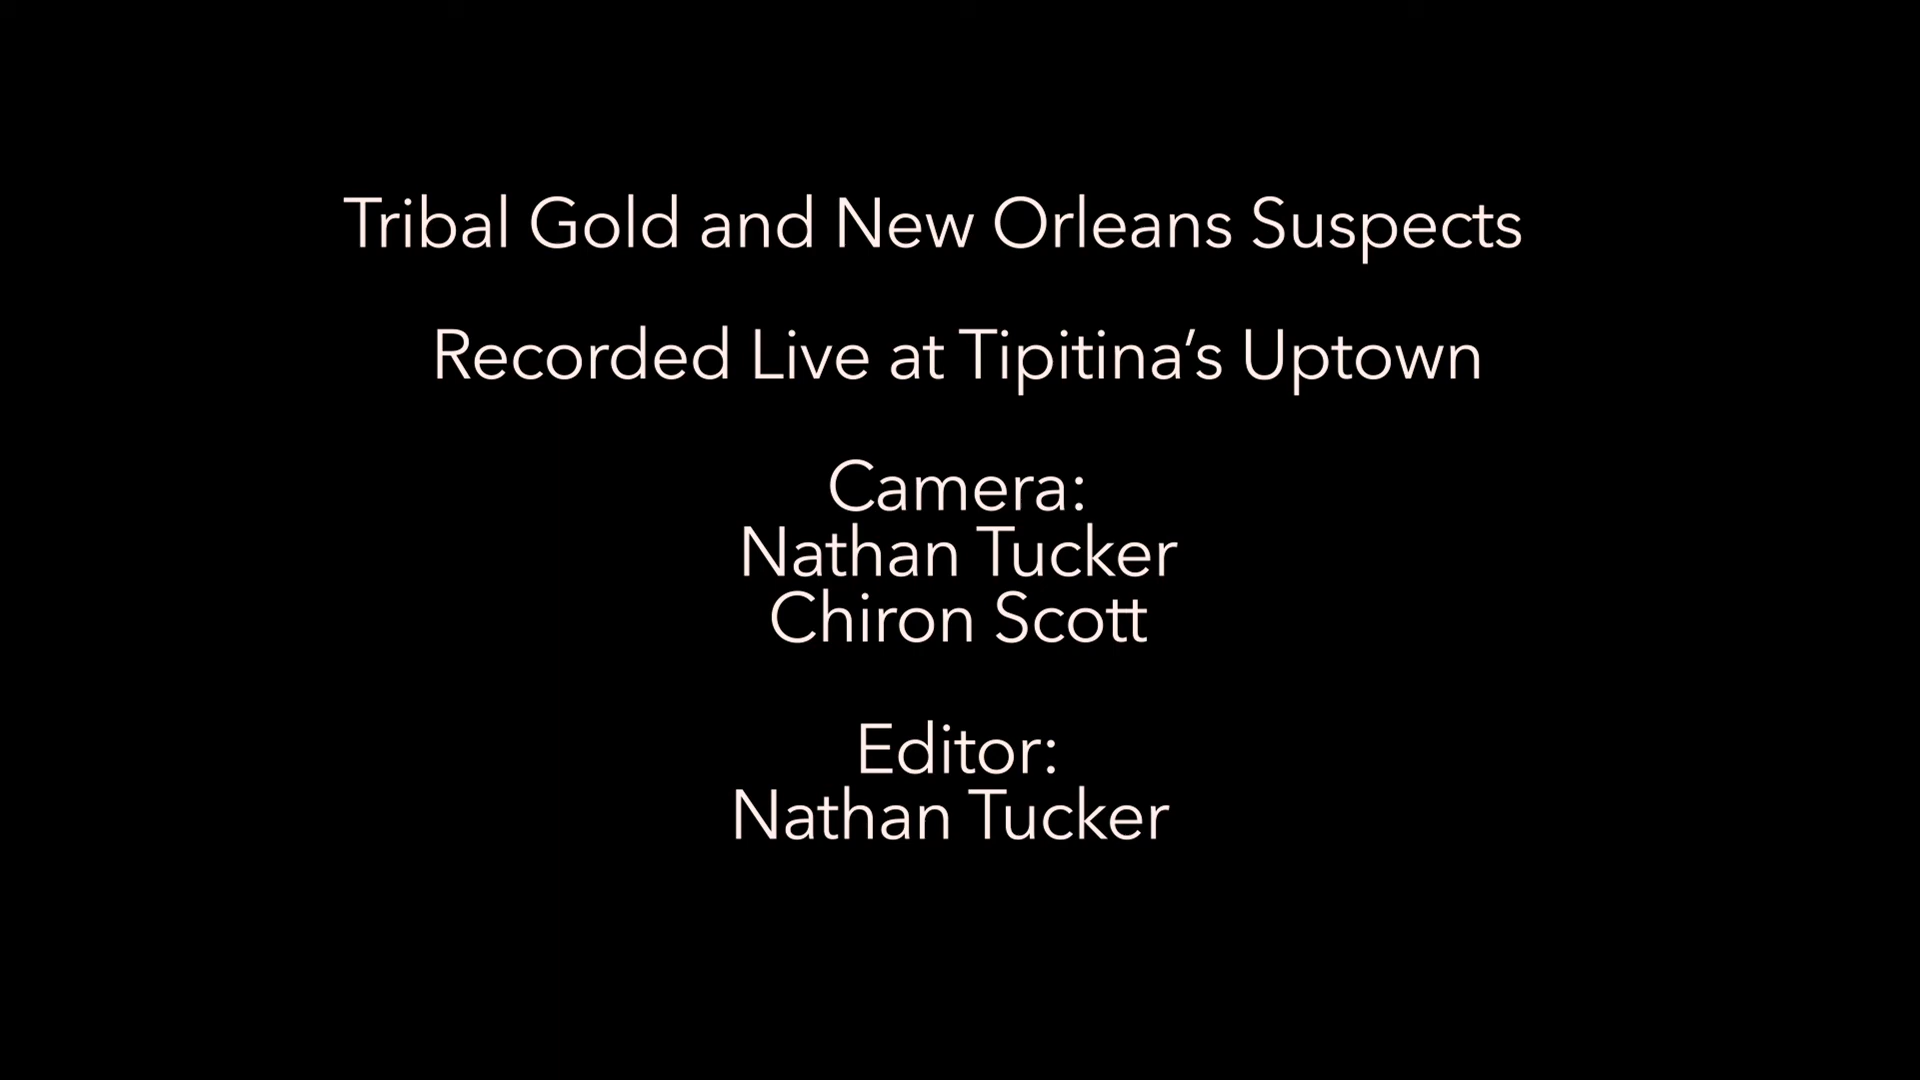 Tribal Gold and New Orleans Suspects
Recorded Live at Tipitina’s Uptown
Camera:
Nathan Tucker
Chiron Scott
Editor:
Nathan Tucker